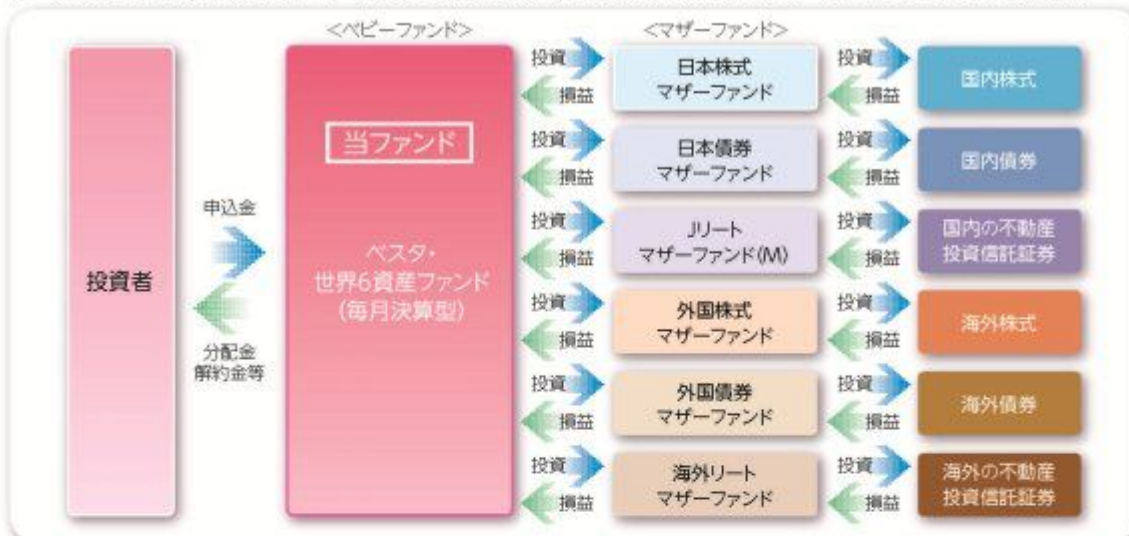 <ベビーファンド>
<マザーファンド>
投資者
申込金
分配金
解約金等
当ファンド
ベスタ・
世界6資産ファンド
(毎月決算型)
投資
損益
日本株式
マザーファンド
投資
損益
国内株式
投資
損益
日本債券
マザーファンド
投資
損益
国内債券
投資
損益
Jリート
マザーファンド(M)
投資
損益
国内の不動産
投資信託証券
投資
損益
外国株式
マザーファンド
投資
損益
海外株式
投資
損益
外国債券
マザーファンド
投資
損益
海外債券
投資
損益
海外リート
マザーファンド
投資
損益
海外の不動産
投資信託証券